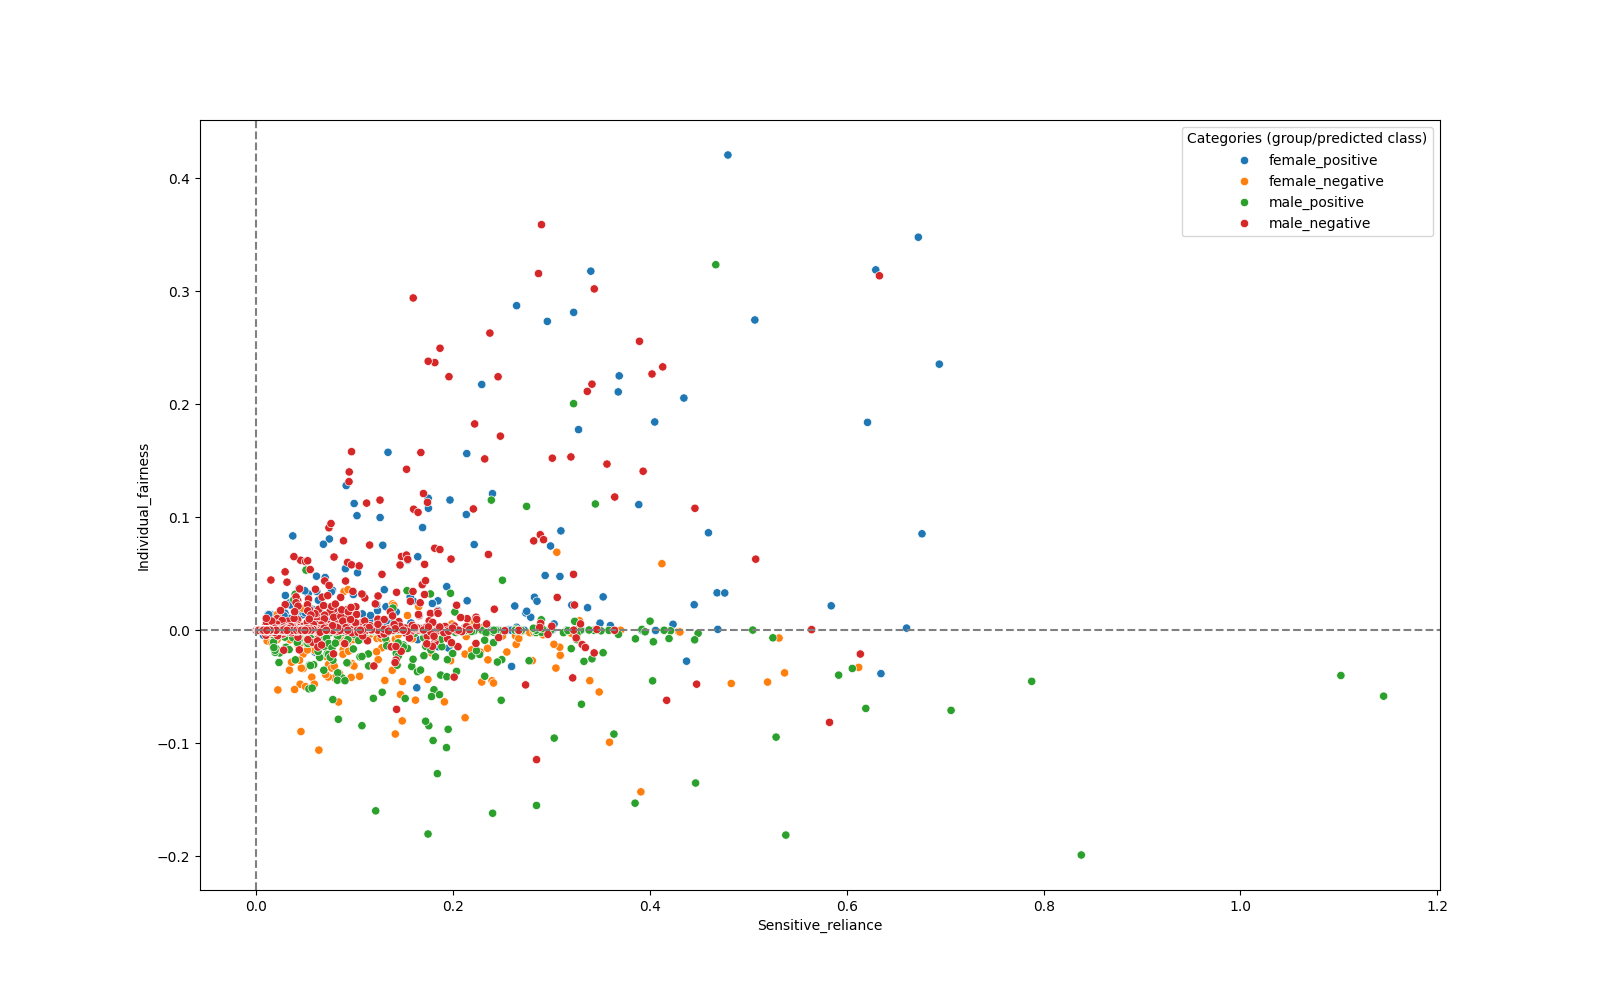 Categories (group/predicted class)
female_positive
female_negative
male_positive
male_negative
0.4
0.3
0.2
0.1
0.0
−0.1
−0.2
Individual_fairness
0.0
0.2
0.4
0.6
0.8
1.0
1.2
Sensitive_reliance